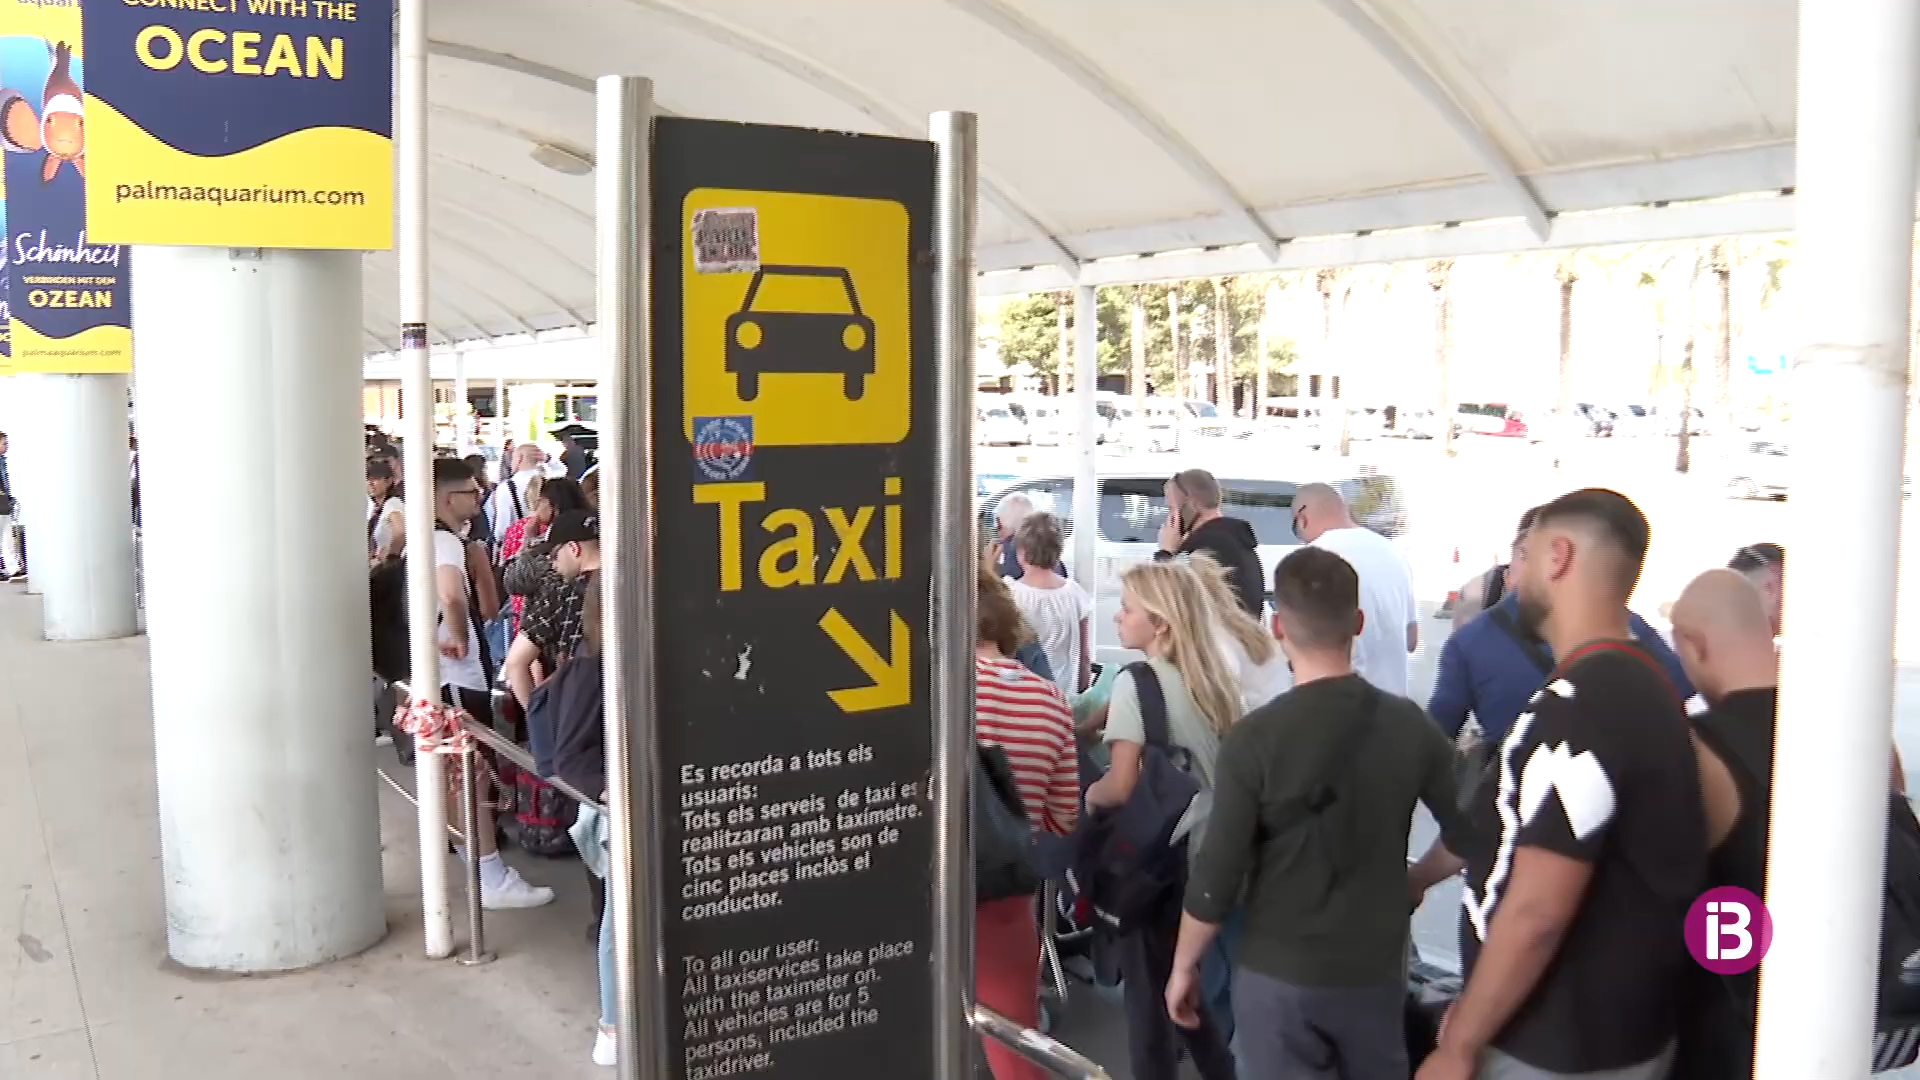 CONNECT WITH THE
OCEAN
palmaaquarium.com
Schönheit
VERBINDEN MIT DEM
OZEAN
palmaaquarium.com
Taxi
Es recorda a tots els
usuaris:
Tots els serveis de taxi es
realitzaran amb taxímetre.
Tots els vehicles son de
cinc places inclòs el
conductor.
To all our user:
All taxiservices take place
with the taximeter on.
All vehicles are for 5
persons, included the
taxidriver.
iB